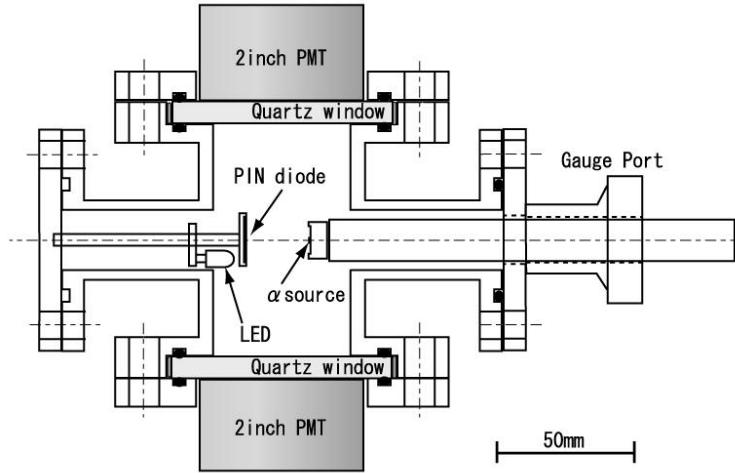 2inch PMT
Quartz window
Gauge Port
PIN diode
α source
LED
Quartz window
2inch PMT
50mm